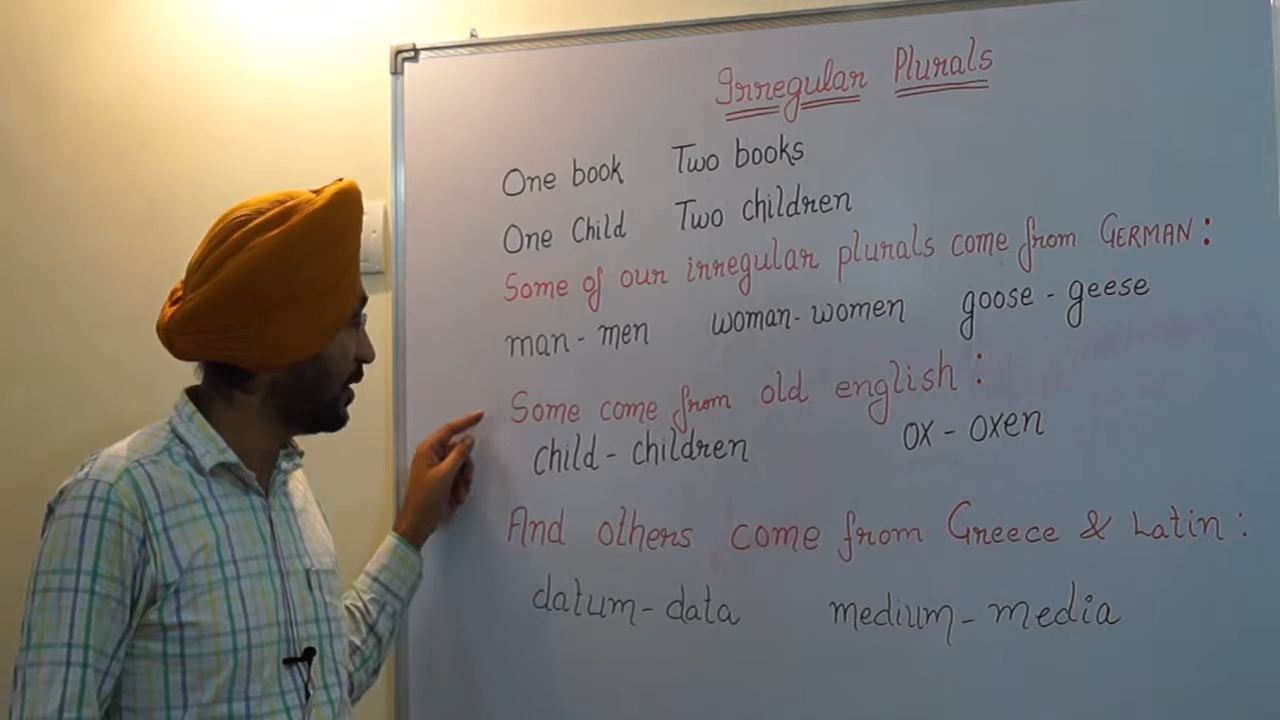 Irregular Plurals
One book Two books
One Child Two children
Some of our irregular plurals come from GERMAN:
man - men woman - women goose - geese
Some come from old english:
child - children ox - oxen
And others come from Greece & Latin:
datum - data medium - media